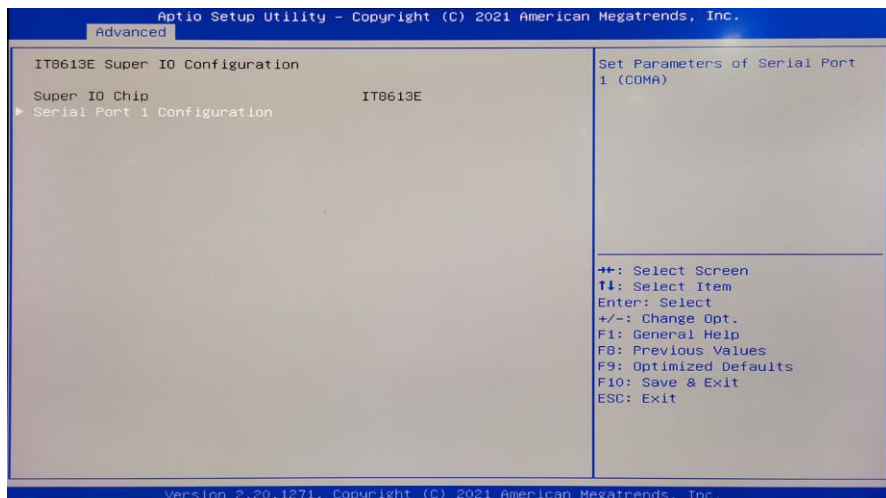 Aptio Setup Utility – Copyright (C) 2021 American Megatrends, Inc.
Advanced
IT8613E Super IO Configuration
Super IO Chip IT8613E
▶ Serial Port 1 Configuration
Set Parameters of Serial Port
1 (COMA)
→←: Select Screen
↑↓: Select Item
Enter: Select
+/-: Change Opt.
F1: General Help
F8: Previous Values
F9: Optimized Defaults
F10: Save & Exit
ESC: Exit
Version 2.20.1271. Copyright (C) 2021 American Megatrends, Inc.